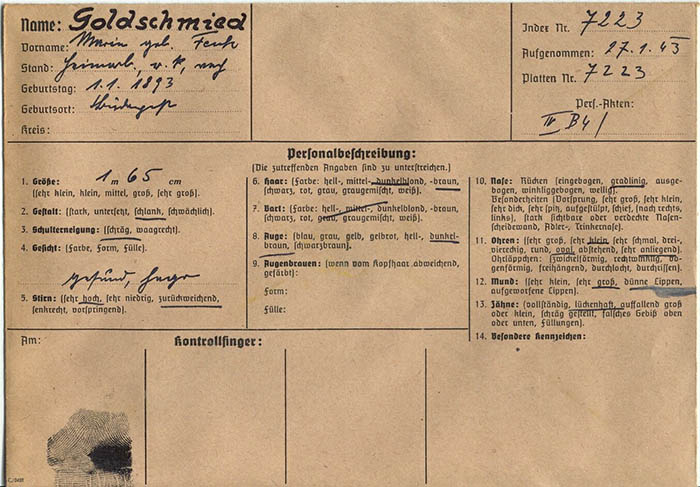 Name: Goldschmied
Vorname: Marie geb.
Stand:
Geburtstag: 1.1.1893
Geburtsort: Budapest
Kreis:
Index Nr. 7223
Aufgenommen: 27.1.43
Platten Nr. 7223
Pers.-Akten:
IV B4/
Personalbeschreibung:
(Die zutreffenden Angaben sind zu unterstreichen.)
1. Größe: 1 m 65 cm
(sehr klein, klein, mittel, groß, sehr groß).
2. Gestalt: (stark, untersetzt, schlank, schwächlich).
3. Schulterneigung: (schräg, waagrecht).
4. Gesicht: (Farbe, Form, Fülle).
gesund,
5. Stirn: (sehr hoch, sehr niedrig, zurückweichend,
senkrecht, vorspringend).
6. Haar: (Farbe: hell-, mittel-, dunkelblond, -braun,
schwarz, rot, grau, graugemischt, weiß).
7. Bart: (Farbe: hell-, mittel-, dunkelblond, -braun,
schwarz, rot, grau, graugemischt, weiß).
8. Auge: (blau, grau, gelb, gelbrot, hell-, dunkel-
braun, schwarzbraun).
9. Augenbrauen: (wenn vom Kopfhaar abweichend,
gefärbt):
Form:
Fülle:
10. Nase: Rücken (eingebogen, gradlinig, ausge-
bogen, winkliggebogen, wellig).
Besonderheiten (Vorsprung, sehr groß, sehr klein,
sehr dick, sehr spitz, aufgestülpt, schief, (nach rechts,
links), stark sichtbare oder verdeckte Nasen-
scheidewand, Adler-, Trinkernase).
11. Ohren: (sehr groß, sehr klein, sehr schmal, drei-,
viereckig, rund, oval, abstehend, sehr anliegend).
Ohrläppchen: (zwickelförmig, rechtwinklig, bo-
genförmig, freihängend, durchlocht, durchrissen).
12. Mund: (sehr klein, sehr groß, dünne Lippen,
aufgeworfene Lippen).
13. Zähne: (vollständig, lückenhaft, auffallend groß
oder klein, schräg gestellt, falsches Gebiß oben
oder unten, Füllungen).
14. Besondere Kennzeichen:
Am:
Kontrollfinger: